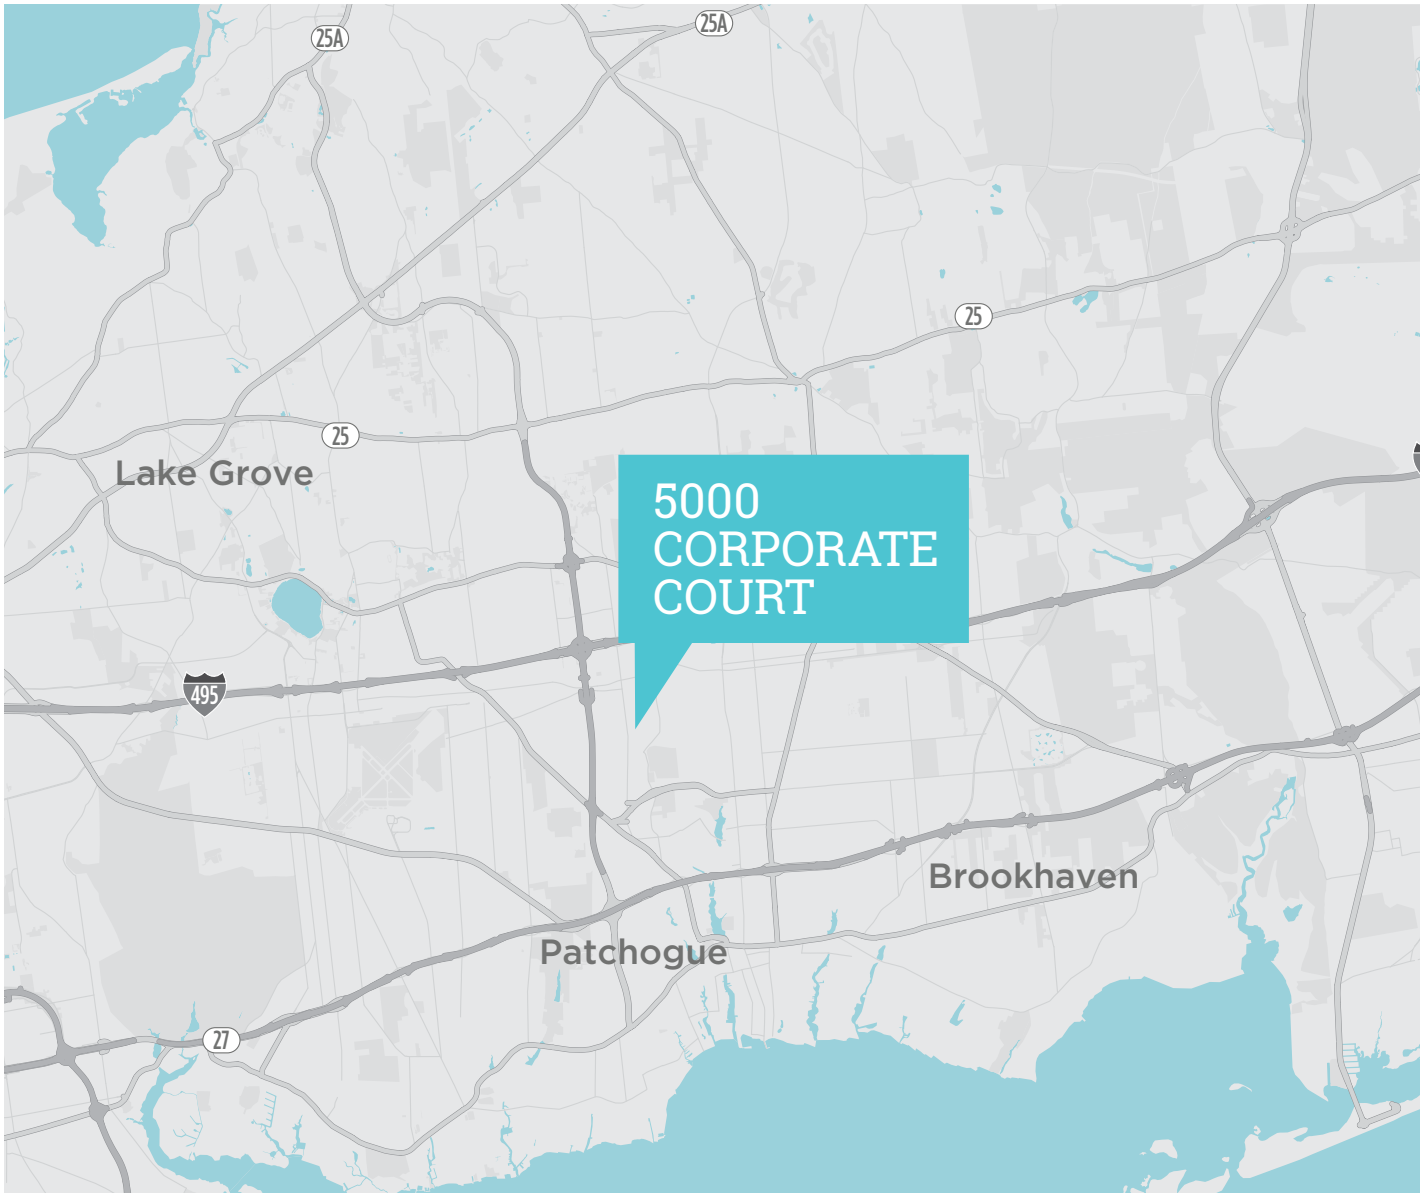 25A
25A
25
25
Lake Grove
5000
CORPORATE
COURT
495
Brookhaven
Patchogue
27